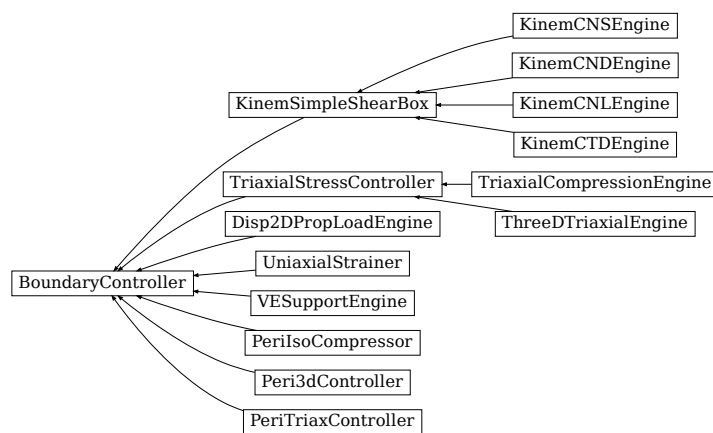 KinemCNSEngine
KinemCNDEngine
KinemSimpleShearBox
KinemCNLEngine
KinemCTDEngine
TriaxialStressController
TriaxialCompressionEngine
Disp2DPropLoadEngine
ThreeDTriaxialEngine
UniaxialStrainer
BoundaryController
VESupportEngine
PeriIsoCompressor
Peri3dController
PeriTriaxController